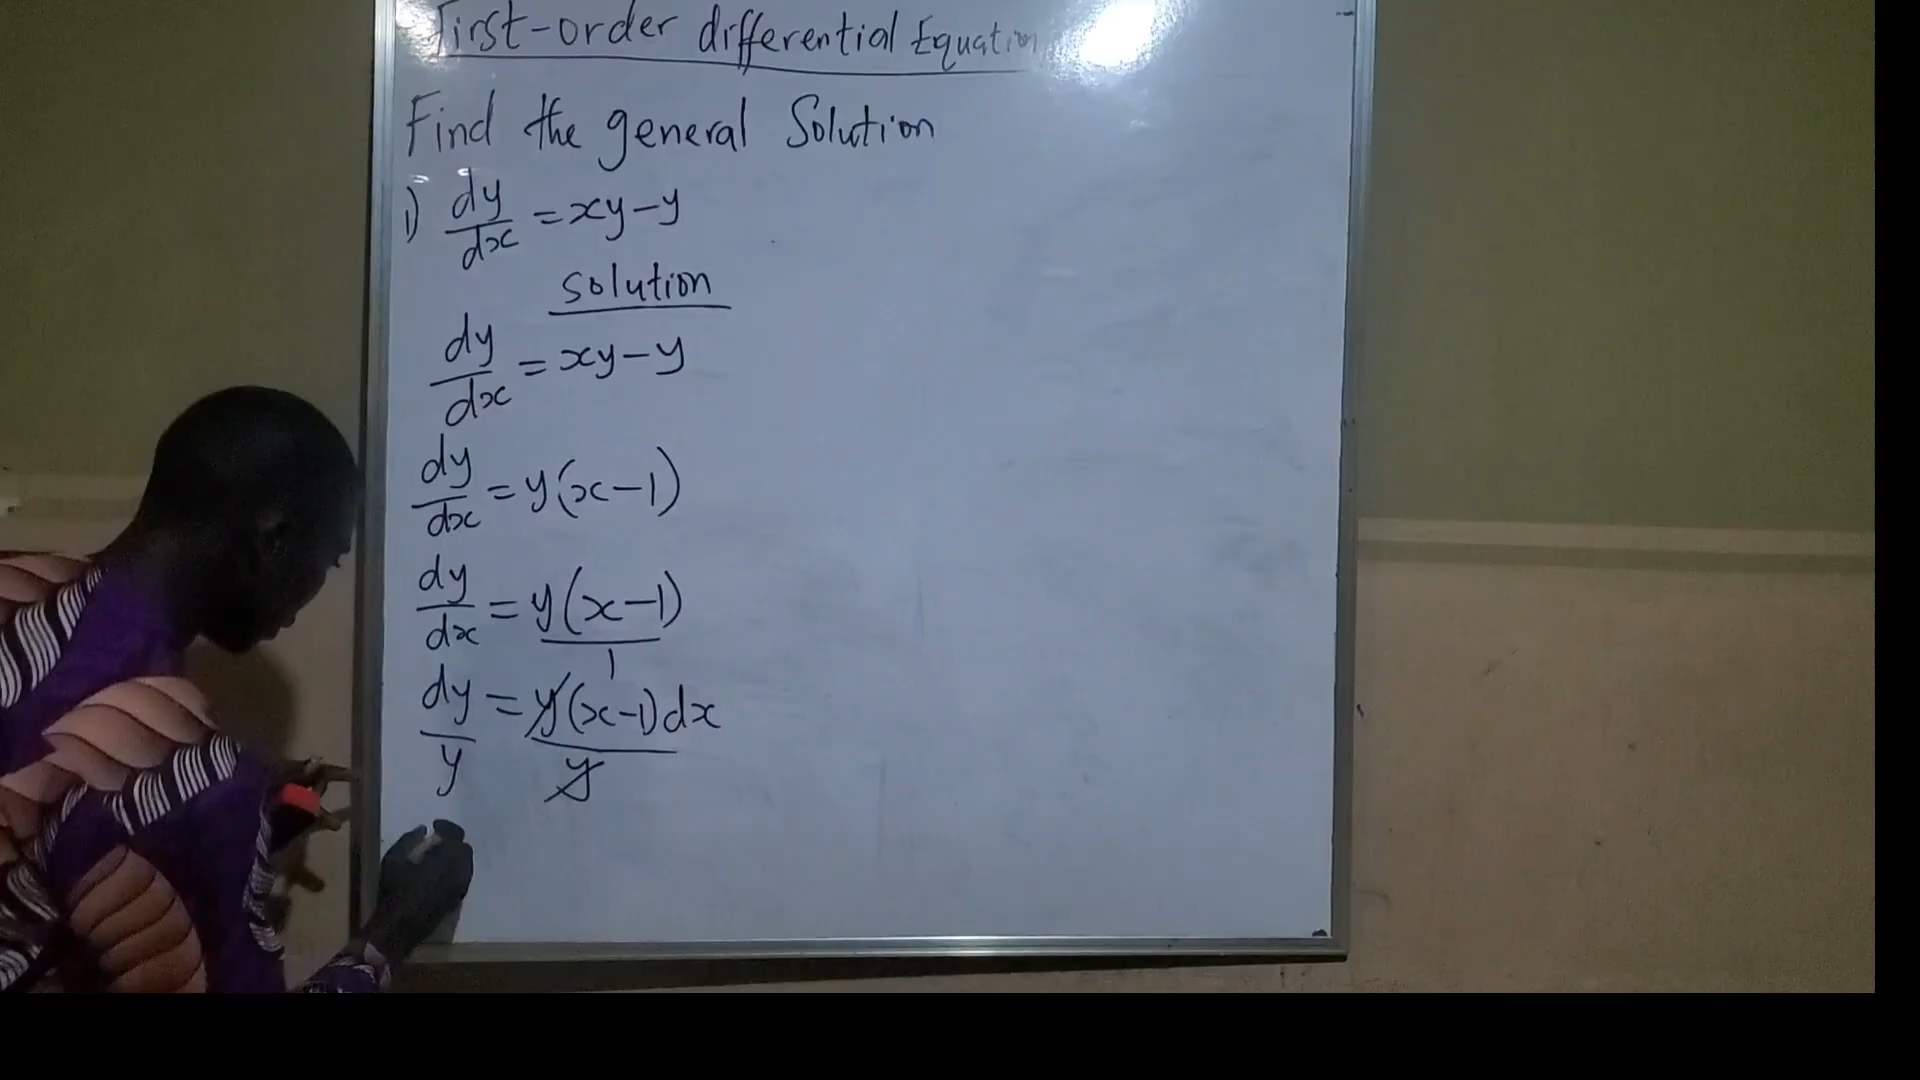 First-order differential Equation
Find the general Solution
1) dy/dx = xy - y
solution
dy/dx = xy - y
dy/dx = y(x-1)
dy/dx = y(x-1)/1
dy/y = y(x-1)dx/y